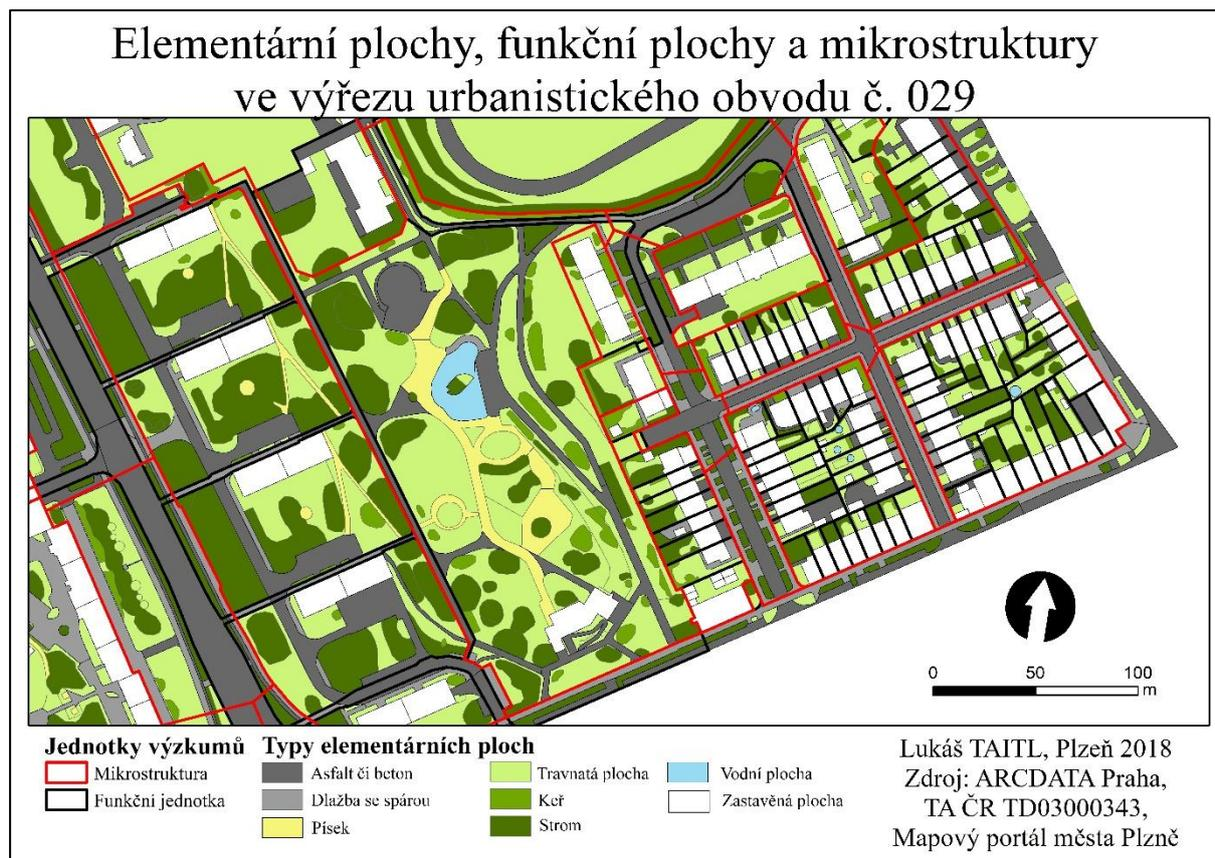 Elementární plochy, funkční plochy a mikrostruktury
ve výřezu urbanistického obvodu č. 029
0 50 100
m
Jednotky výzkumů
Mikrostruktura
Funkční jednotka
Typy elementárních ploch
Asfalt či beton
Dlažba se spárou
Písek
Travnatá plocha
Keř
Strom
Vodní plocha
Zastavěná plocha
Lukáš TAITL, Plzeň 2018
Zdroj: ARCDATA Praha,
TA ČR TD03000343,
Mapový portál města Plzně